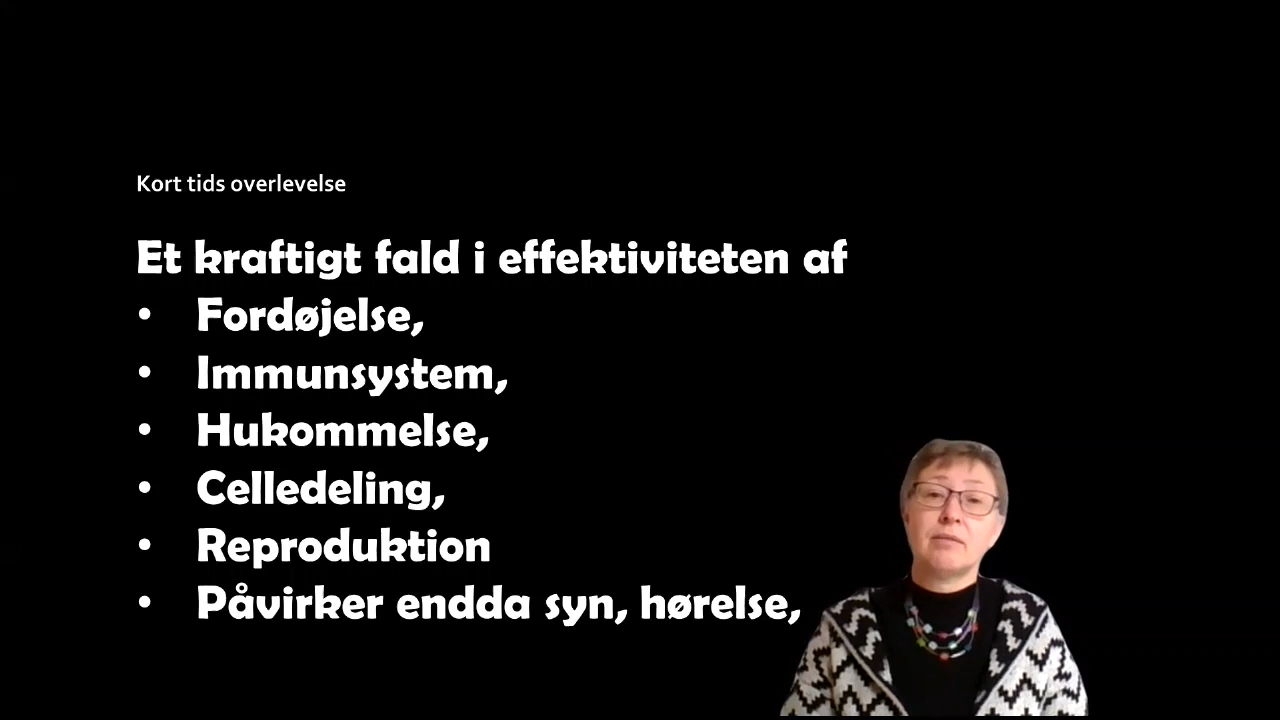 Kort tids overlevelse
Et kraftigt fald i effektiviteten af
• Fordøjelse,
• Immunsystem,
• Hukommelse,
• Celledeling,
• Reproduktion
• Påvirker endda syn, hørelse,